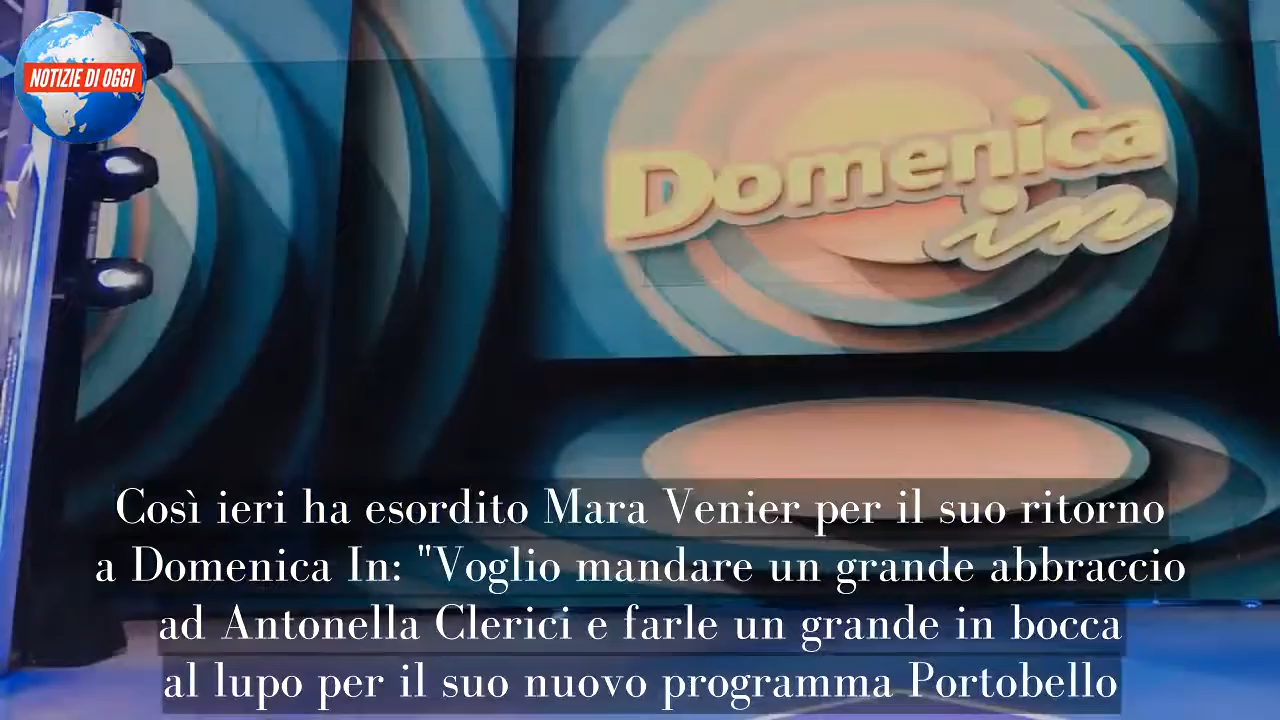 NOTIZIE DI OGGI
Domenica
in
Così ieri ha esordito Mara Venier per il suo ritorno
a Domenica In: "Voglio mandare un grande abbraccio
ad Antonella Clerici e farle un grande in bocca
al lupo per il suo nuovo programma Portobello